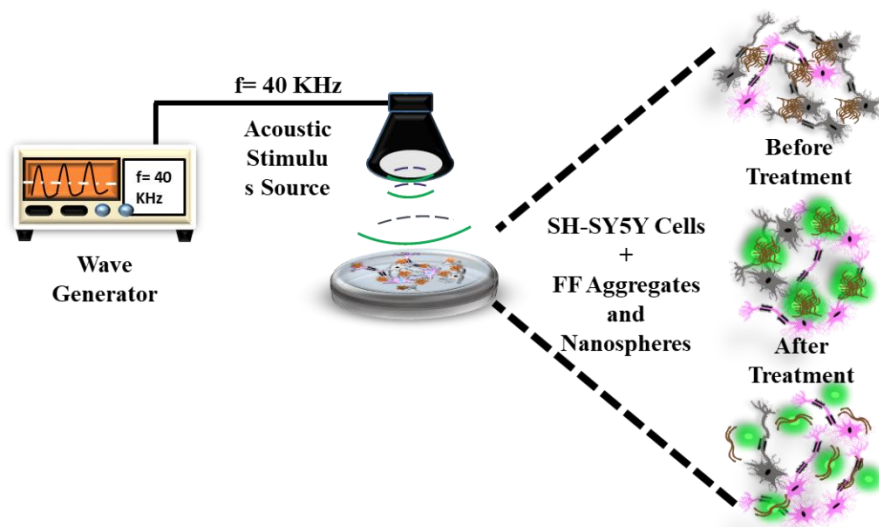 f= 40 KHz
Acoustic
Stimulu
s Source
f= 40
KHz
Wave
Generator
SH-SY5Y Cells
+
FF Aggregates
and
Nanospheres
Before
Treatment
After
Treatment